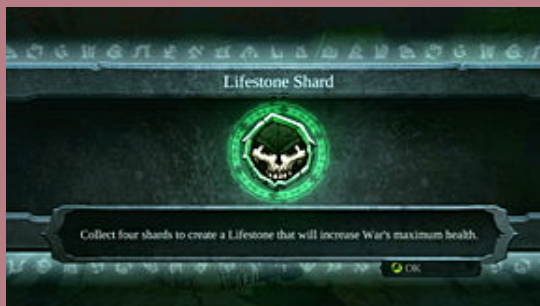 Lifestone Shard
Collect four shards to create a Lifestone that will increase War's maximum health.
OK